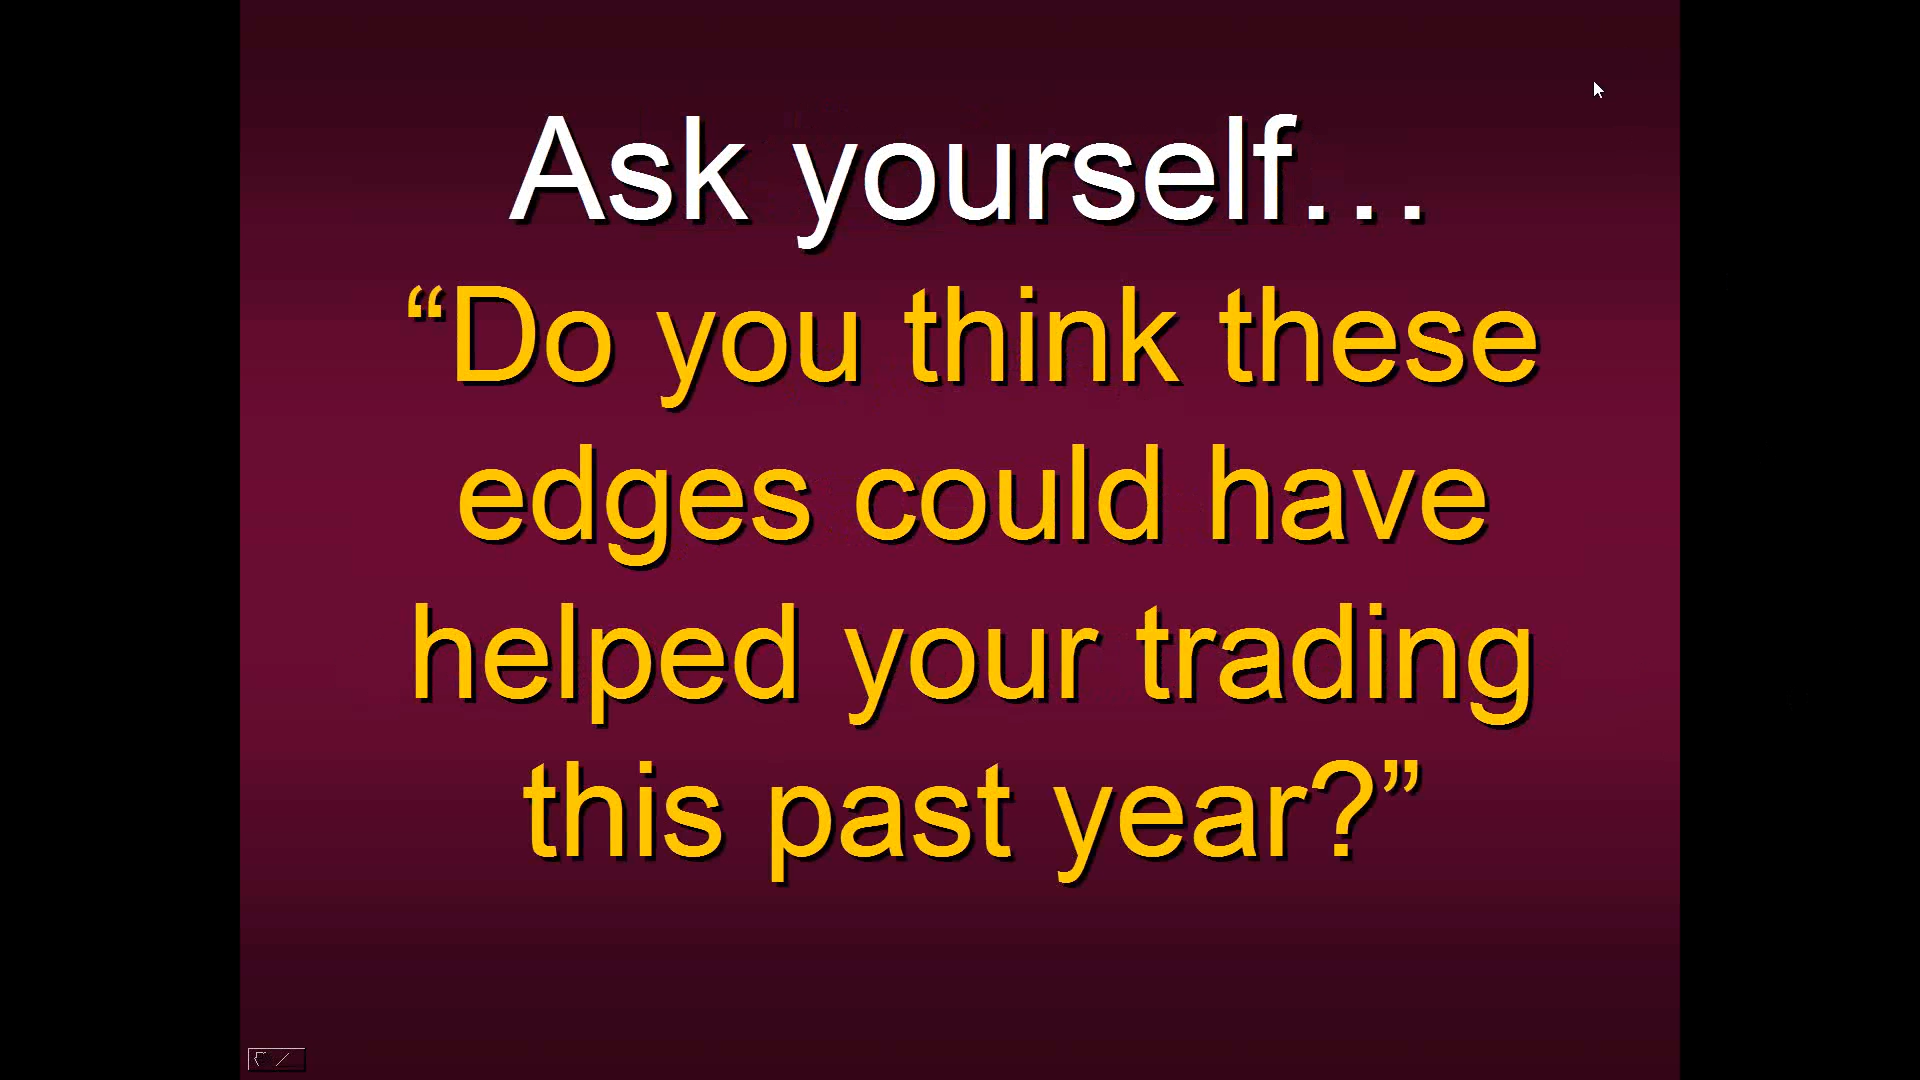 Ask yourself…
“Do you think these
edges could have
helped your trading
this past year?”